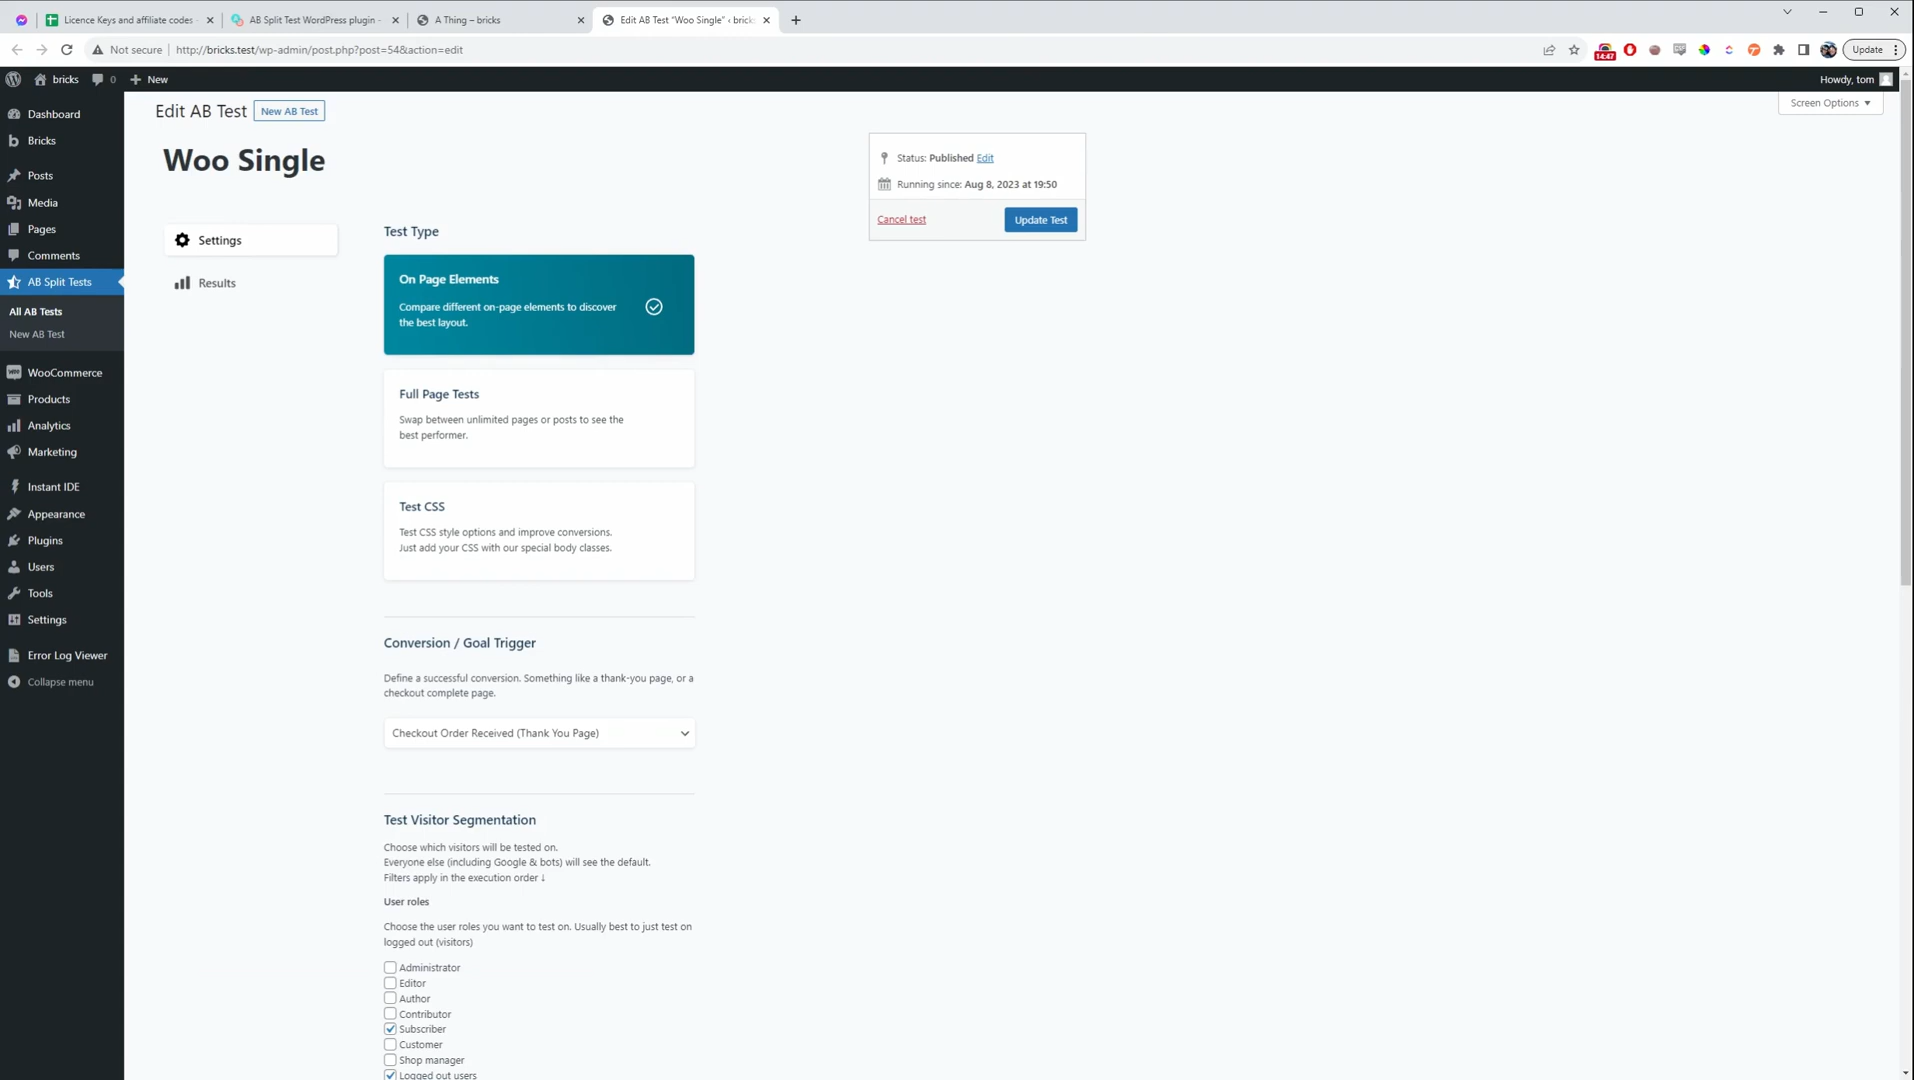 Licence Keys and affiliate codes -
AB Split Test WordPress plugin -
A Thing – bricks
Edit AB Test "Woo Single" ‹ bricks
Not secure
http://bricks.test/wp-admin/post.php?post=54&action=edit
14:47
Update
bricks
0
New
Howdy, tom
Dashboard
Bricks
Posts
Media
Pages
Comments
AB Split Tests
All AB Tests
New AB Test
WooCommerce
Products
Analytics
Marketing
Instant IDE
Appearance
Plugins
Users
Tools
Settings
Error Log Viewer
Collapse menu
Edit AB Test
New AB Test
Screen Options
Woo Single
Settings
Results
Status: Published Edit
Running since: Aug 8, 2023 at 19:50
Cancel test
Update Test
Test Type
On Page Elements
Compare different on-page elements to discover
the best layout.
Full Page Tests
Swap between unlimited pages or posts to see the
best performer.
Test CSS
Test CSS style options and improve conversions.
Just add your CSS with our special body classes.
Conversion / Goal Trigger
Define a successful conversion. Something like a thank-you page, or a
checkout complete page.
Checkout Order Received (Thank You Page)
Test Visitor Segmentation
Choose which visitors will be tested on.
Everyone else (including Google & bots) will see the default.
Filters apply in the execution order ↓
User roles
Choose the user roles you want to test on. Usually best to just test on
logged out (visitors)
Administrator
Editor
Author
Contributor
Subscriber
Customer
Shop manager
Logged out users